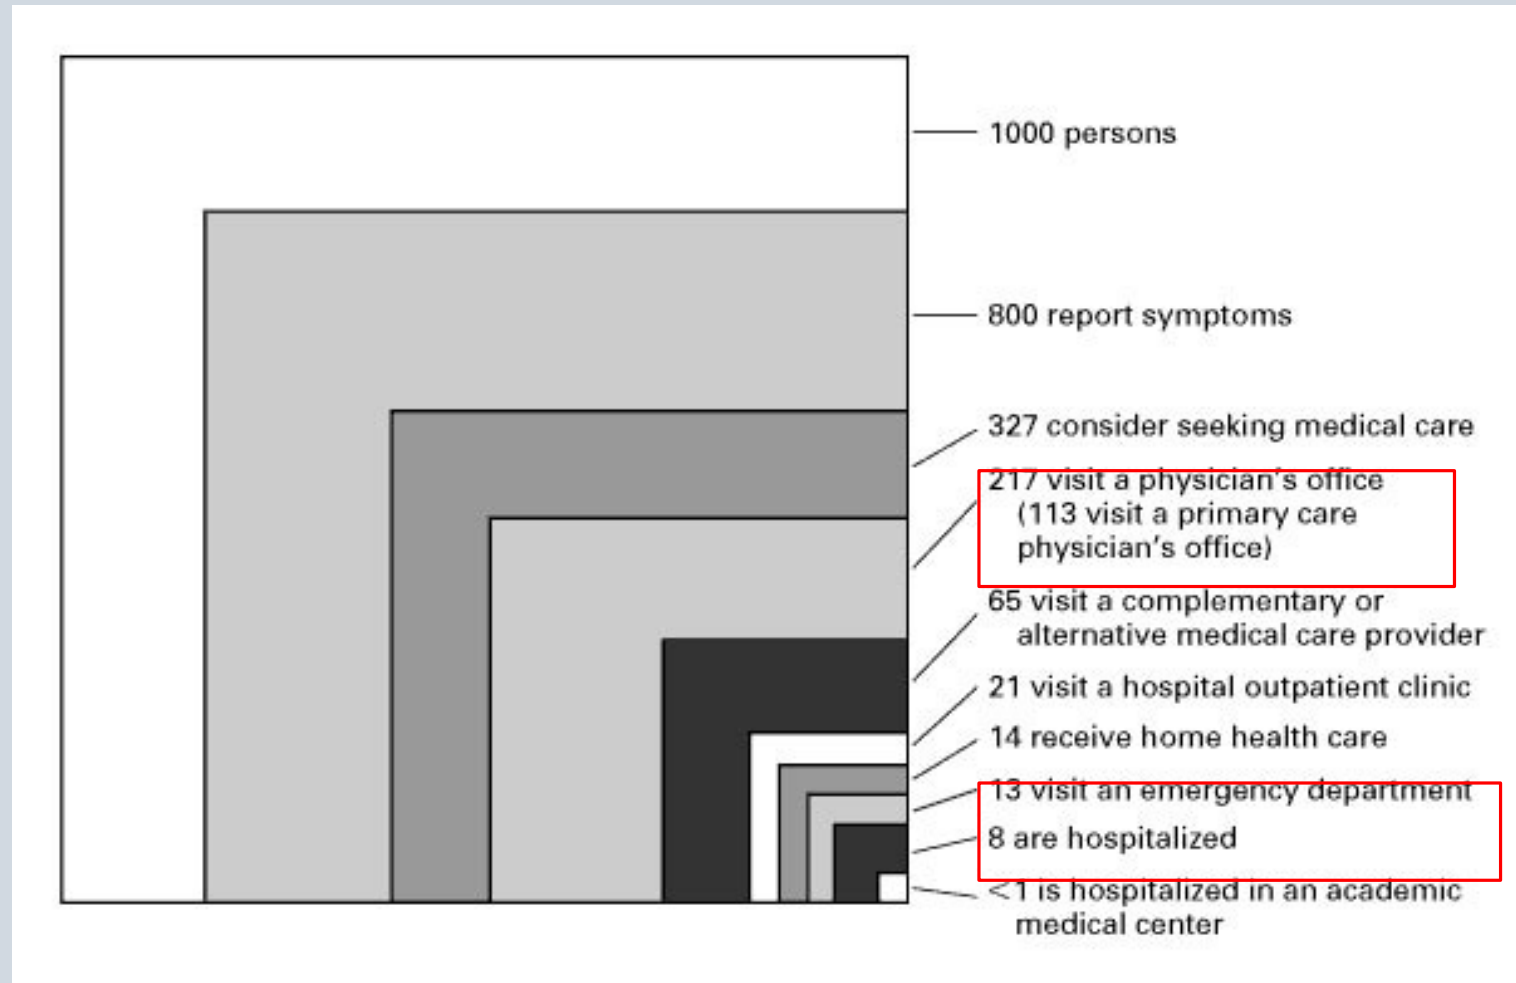 1000 persons
800 report symptoms
327 consider seeking medical care
217 visit a physician's office
(113 visit a primary care
physician's office)
65 visit a complementary or
alternative medical care provider
21 visit a hospital outpatient clinic
14 receive home health care
13 visit an emergency department
8 are hospitalized
<1 is hospitalized in an academic
medical center